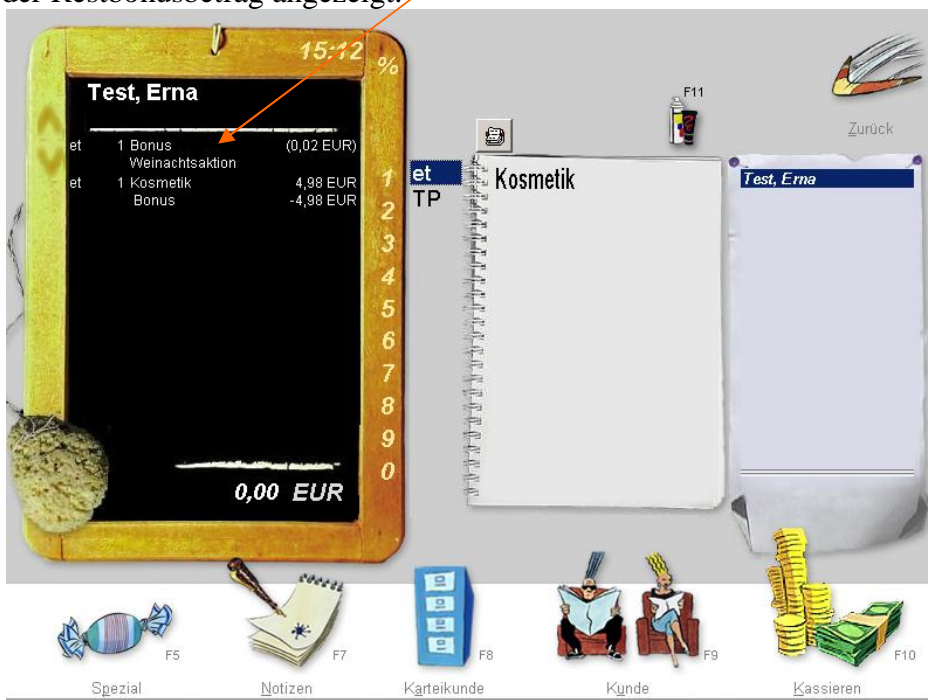 der Restbonusbetrag angezeigt.
15:12
%
Test, Erna
et 1 Bonus (0,02 EUR)
Weinachtsaktion
et 1 Kosmetik 4,98 EUR
Bonus -4,98 EUR
0,00 EUR
1
2
3
4
5
6
7
8
9
0
et
TP
Kosmetik
F11
Zurück
Test, Erna
F5
Spezial
F7
Notizen
F8
Karteikunde
F9
Kunde
F10
Kassieren